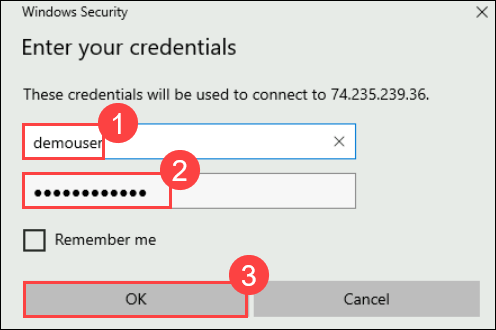 Windows Security
Enter your credentials
These credentials will be used to connect to 74.235.239.36.
1
demouser
2
●●●●●●●●●●●●
Remember me
3
OK
Cancel